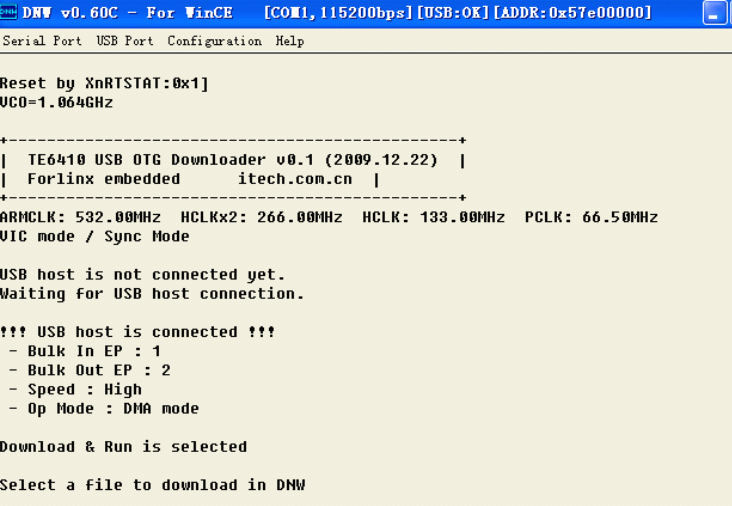 DNW v0.60C - For WinCE [COM1,115200bps][USB:OK][ADDR:0x57e00000]
Serial Port USB Port Configuration Help
Reset by XnRTSTAT:0x1]
VCO=1.064GHz
+------------------------------------------------+
| TE6410 USB OTG Downloader v0.1 (2009.12.22) |
| Forlinx embedded itech.com.cn |
+------------------------------------------------+
ARMCLK: 532.00MHz HCLKx2: 266.00MHz HCLK: 133.00MHz PCLK: 66.50MHz
VIC mode / Sync Mode
USB host is not connected yet.
Waiting for USB host connection.
!!! USB host is connected !!!
- Bulk In EP : 1
- Bulk Out EP : 2
- Speed : High
- Op Mode : DMA mode
Download & Run is selected
Select a file to download in DNW